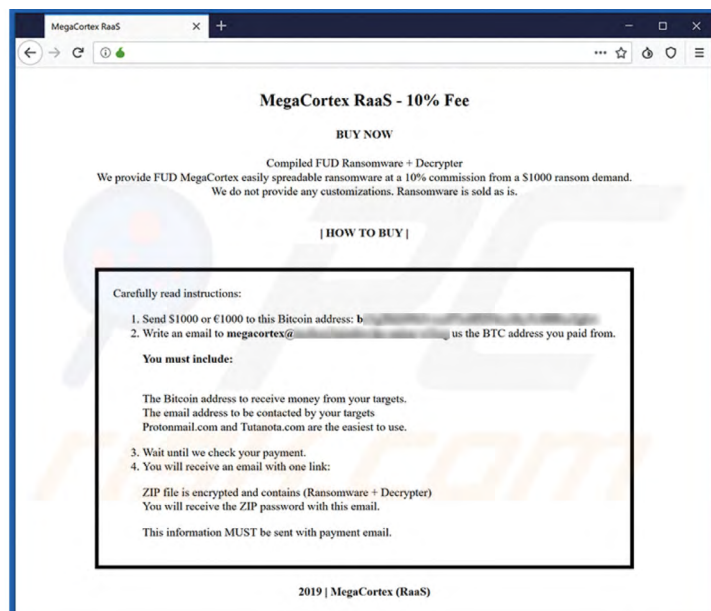 MegaCortex RaaS
MegaCortex RaaS - 10% Fee
BUY NOW
Compiled FUD Ransomware + Decrypter
We provide FUD MegaCortex easily spreadable ransomware at a 10% commission from a $1000 ransom demand.
We do not provide any customizations. Ransomware is sold as is.
| HOW TO BUY |
Carefully read instructions:
1. Send $1000 or €1000 to this Bitcoin address: b
2. Write an email to megacortex@ us the BTC address you paid from.
You must include:
The Bitcoin address to receive money from your targets.
The email address to be contacted by your targets
Protonmail.com and Tutanota.com are the easiest to use.
3. Wait until we check your payment.
4. You will receive an email with one link:
ZIP file is encrypted and contains (Ransomware + Decrypter)
You will receive the ZIP password with this email.
This information MUST be sent with payment email.
2019 | MegaCortex (RaaS)
PC
risk.com